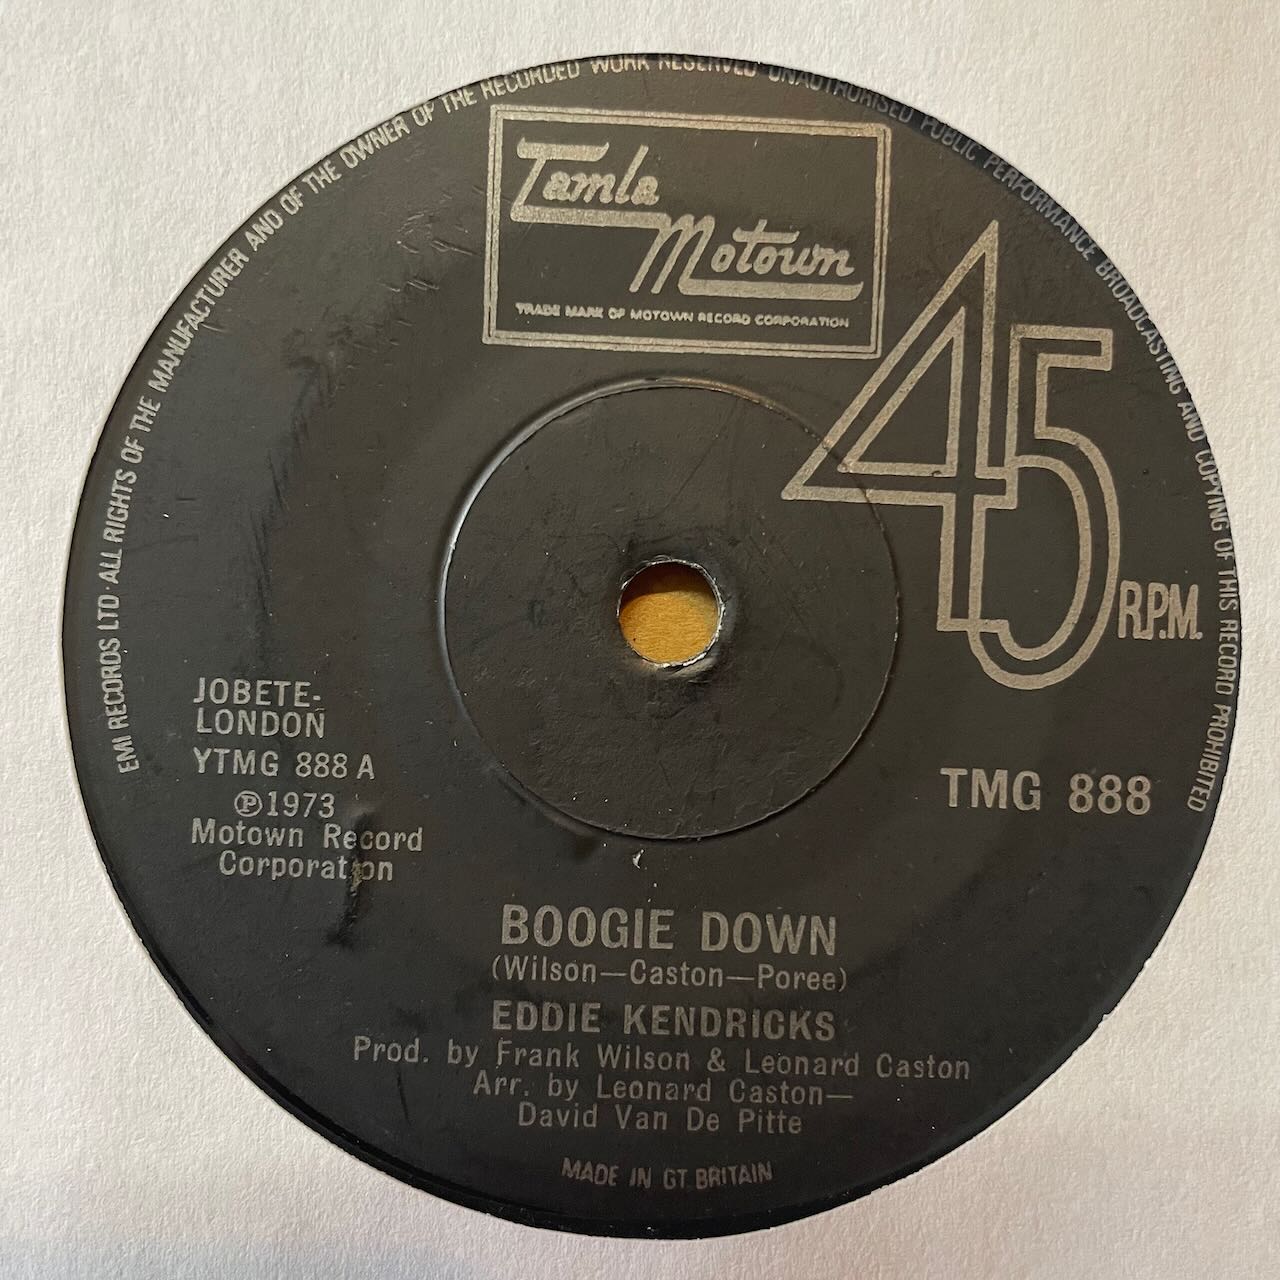 EMI RECORDS LTD · ALL RIGHTS OF THE MANUFACTURER AND OF THE OWNER OF THE RECORDED WORK RESERVED UNAUTHORISED PUBLIC PERFORMANCE BROADCASTING AND COPYING OF THIS RECORD PROHIBITED
Tamla
Motown
TRADE MARK OF MOTOWN RECORD CORPORATION
45
R.P.M.
JOBETE-
LONDON
YTMG 888 A
℗1973
Motown Record
Corporation
TMG 888
BOOGIE DOWN
(Wilson—Caston—Poree)
EDDIE KENDRICKS
Prod. by Frank Wilson & Leonard Caston
Arr. by Leonard Caston—
David Van De Pitte
MADE IN GT. BRITAIN